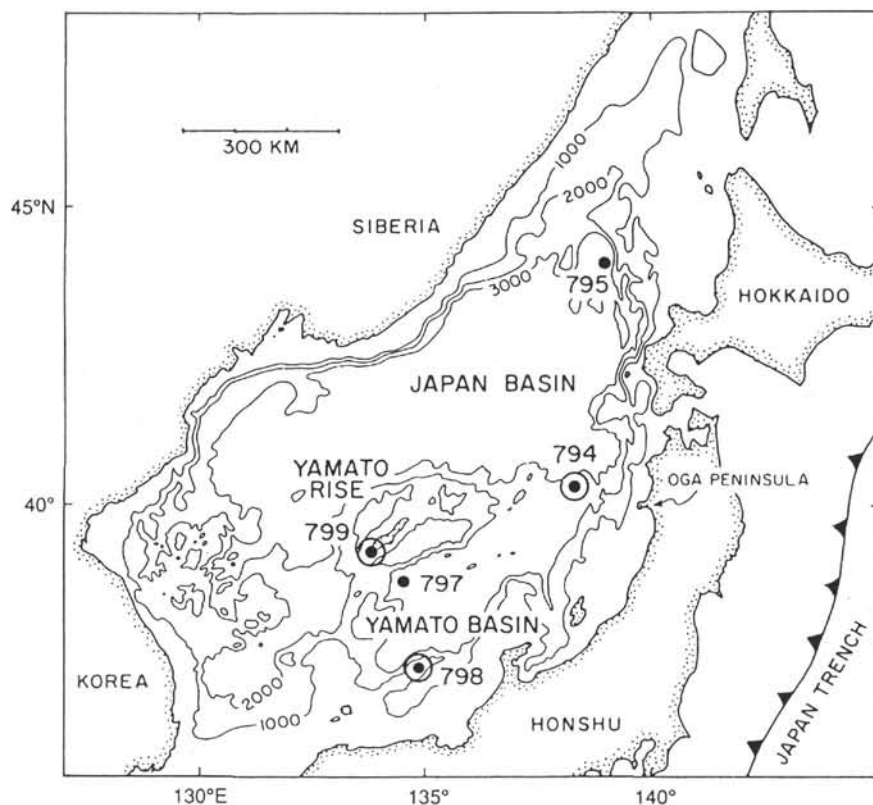 300 KM
1000
2000
45°N
SIBERIA
3000
795
HOKKAIDO
JAPAN BASIN
794
YAMATO
RISE
OGA PENINSULA
40°
799
797
YAMATO BASIN
798
KOREA
2000
1000
HONSHU
JAPAN TRENCH
130°E
135°
140°